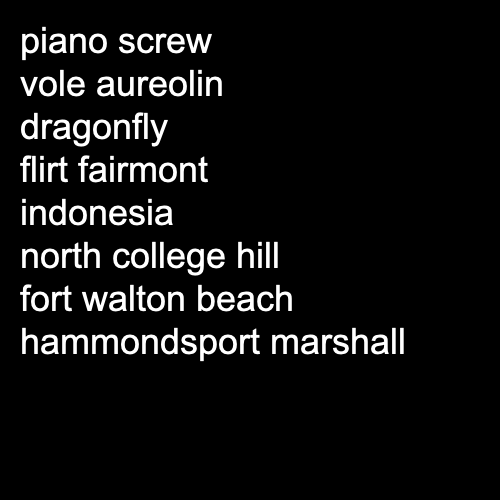 piano screw
vole aureolin
dragonfly
flirt fairmont
indonesia
north college hill
fort walton beach
hammondsport marshall